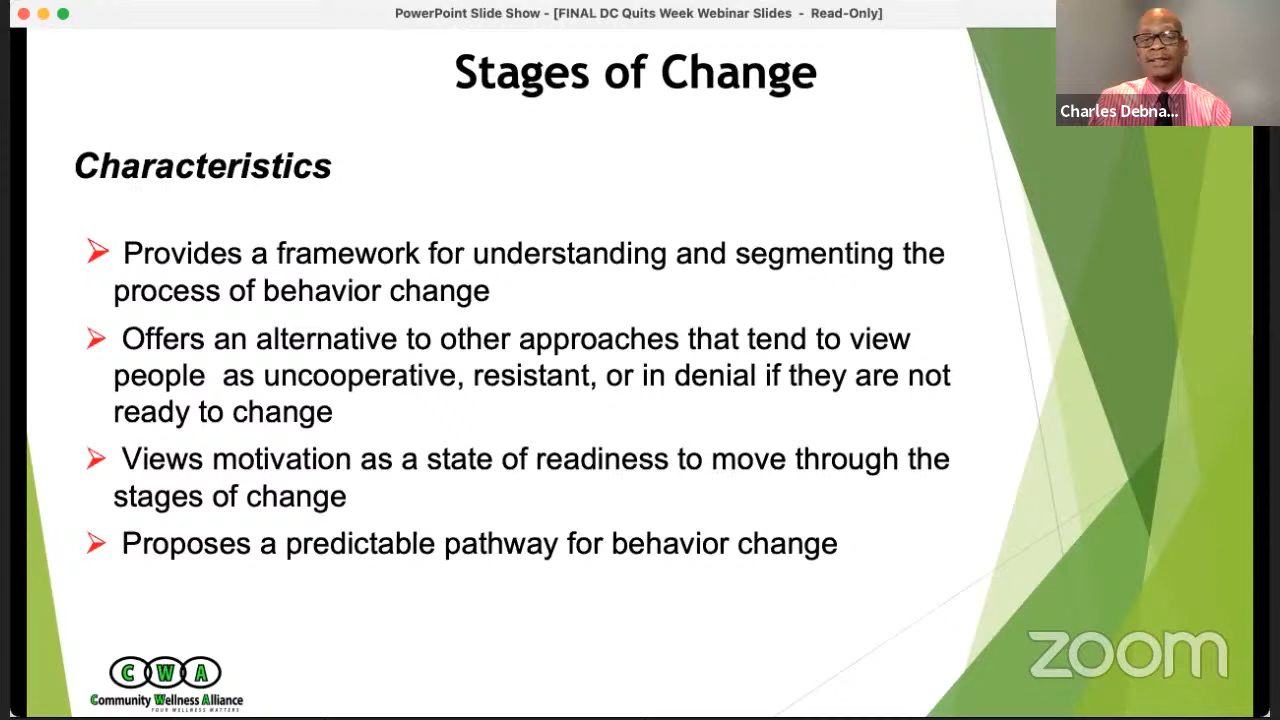 PowerPoint Slide Show - [FINAL DC Quits Week Webinar Slides - Read-Only]
Stages of Change
Charles Debna...
Characteristics
➢ Provides a framework for understanding and segmenting the
process of behavior change
➢ Offers an alternative to other approaches that tend to view
people as uncooperative, resistant, or in denial if they are not
ready to change
➢ Views motivation as a state of readiness to move through the
stages of change
➢ Proposes a predictable pathway for behavior change
zoom
C W A
Community Wellness Alliance
YOUR WELLNESS MATTERS